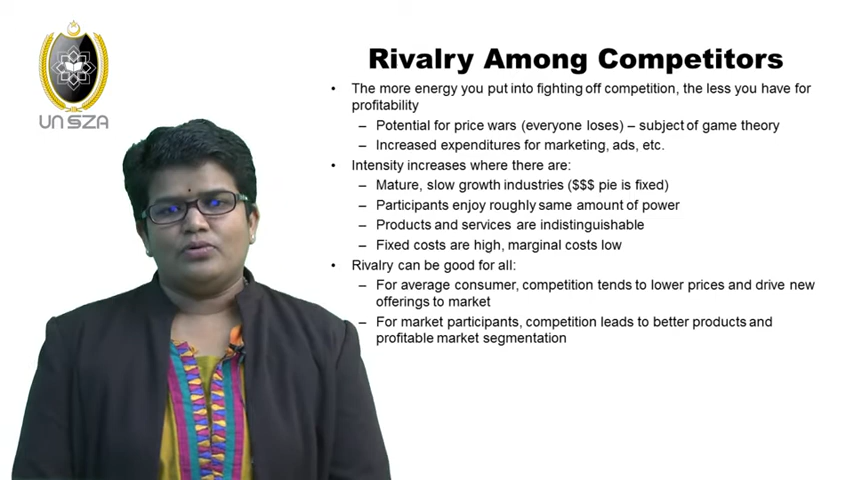 UNSZA
Rivalry Among Competitors
• The more energy you put into fighting off competition, the less you have for
profitability
– Potential for price wars (everyone loses) – subject of game theory
– Increased expenditures for marketing, ads, etc.
• Intensity increases where there are:
– Mature, slow growth industries ($$$ pie is fixed)
– Participants enjoy roughly same amount of power
– Products and services are indistinguishable
– Fixed costs are high, marginal costs low
• Rivalry can be good for all:
– For average consumer, competition tends to lower prices and drive new
offerings to market
– For market participants, competition leads to better products and
profitable market segmentation